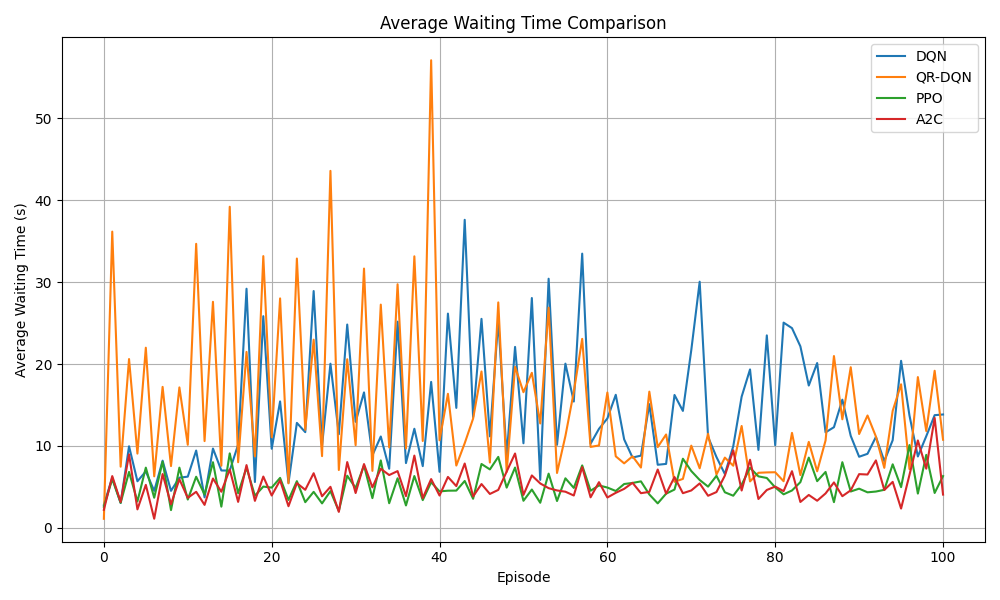 Average Waiting Time Comparison
DQN
QR-DQN
PPO
A2C
Average Waiting Time (s)
50
40
30
20
10
0
0 20 40 60 80 100
Episode